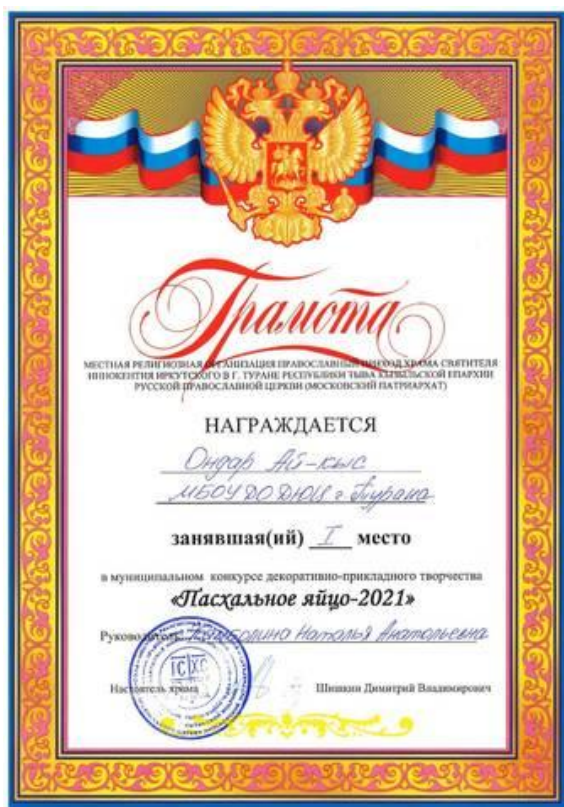 Грамота
МЕСТНАЯ РЕЛИГИОЗНАЯ ОРГАНИЗАЦИЯ ПРАВОСЛАВНЫЙ ПРИХОД ХРАМА СВЯТИТЕЛЯ
ИННОКЕНТИЯ ИРКУТСКОГО В Г. ТУРАНЕ РЕСПУБЛИКИ ТЫВА КЫЗЫЛЬСКОЙ ЕПАРХИИ
РУССКОЙ ПРАВОСЛАВНОЙ ЦЕРКВИ (МОСКОВСКИЙ ПАТРИАРХАТ)
НАГРАЖДАЕТСЯ
Ондар Ай-кыс
МБОУ ДО г. Турана
занявшая(ий) I место
в муниципальном конкурсе декоративно-прикладного творчества
«Пасхальное яйцо-2021»
Руководитель: Наталья Анатольевна
IC XC
Настоятель храма Шишкин Димитрий Владимирович